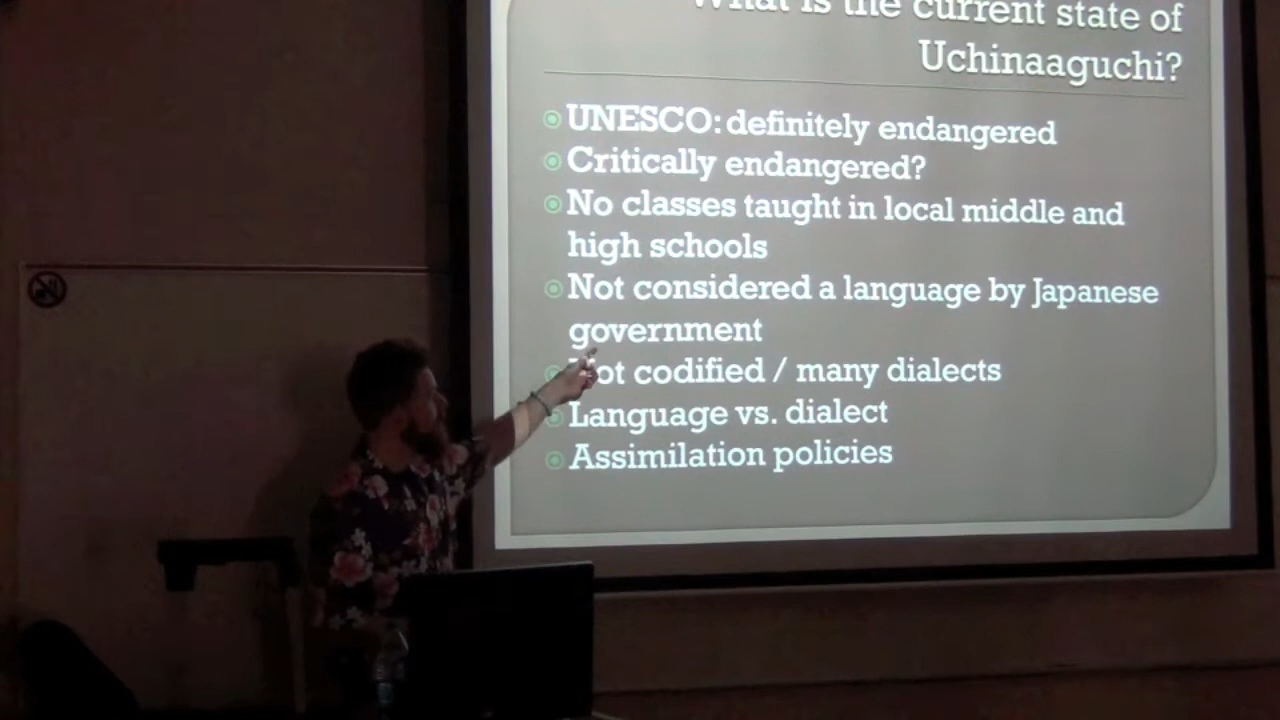 What is the current state of
Uchinaaguchi?
UNESCO: definitely endangered
Critically endangered?
No classes taught in local middle and
high schools
Not considered a language by Japanese
government
Not codified / many dialects
Language vs. dialect
Assimilation policies